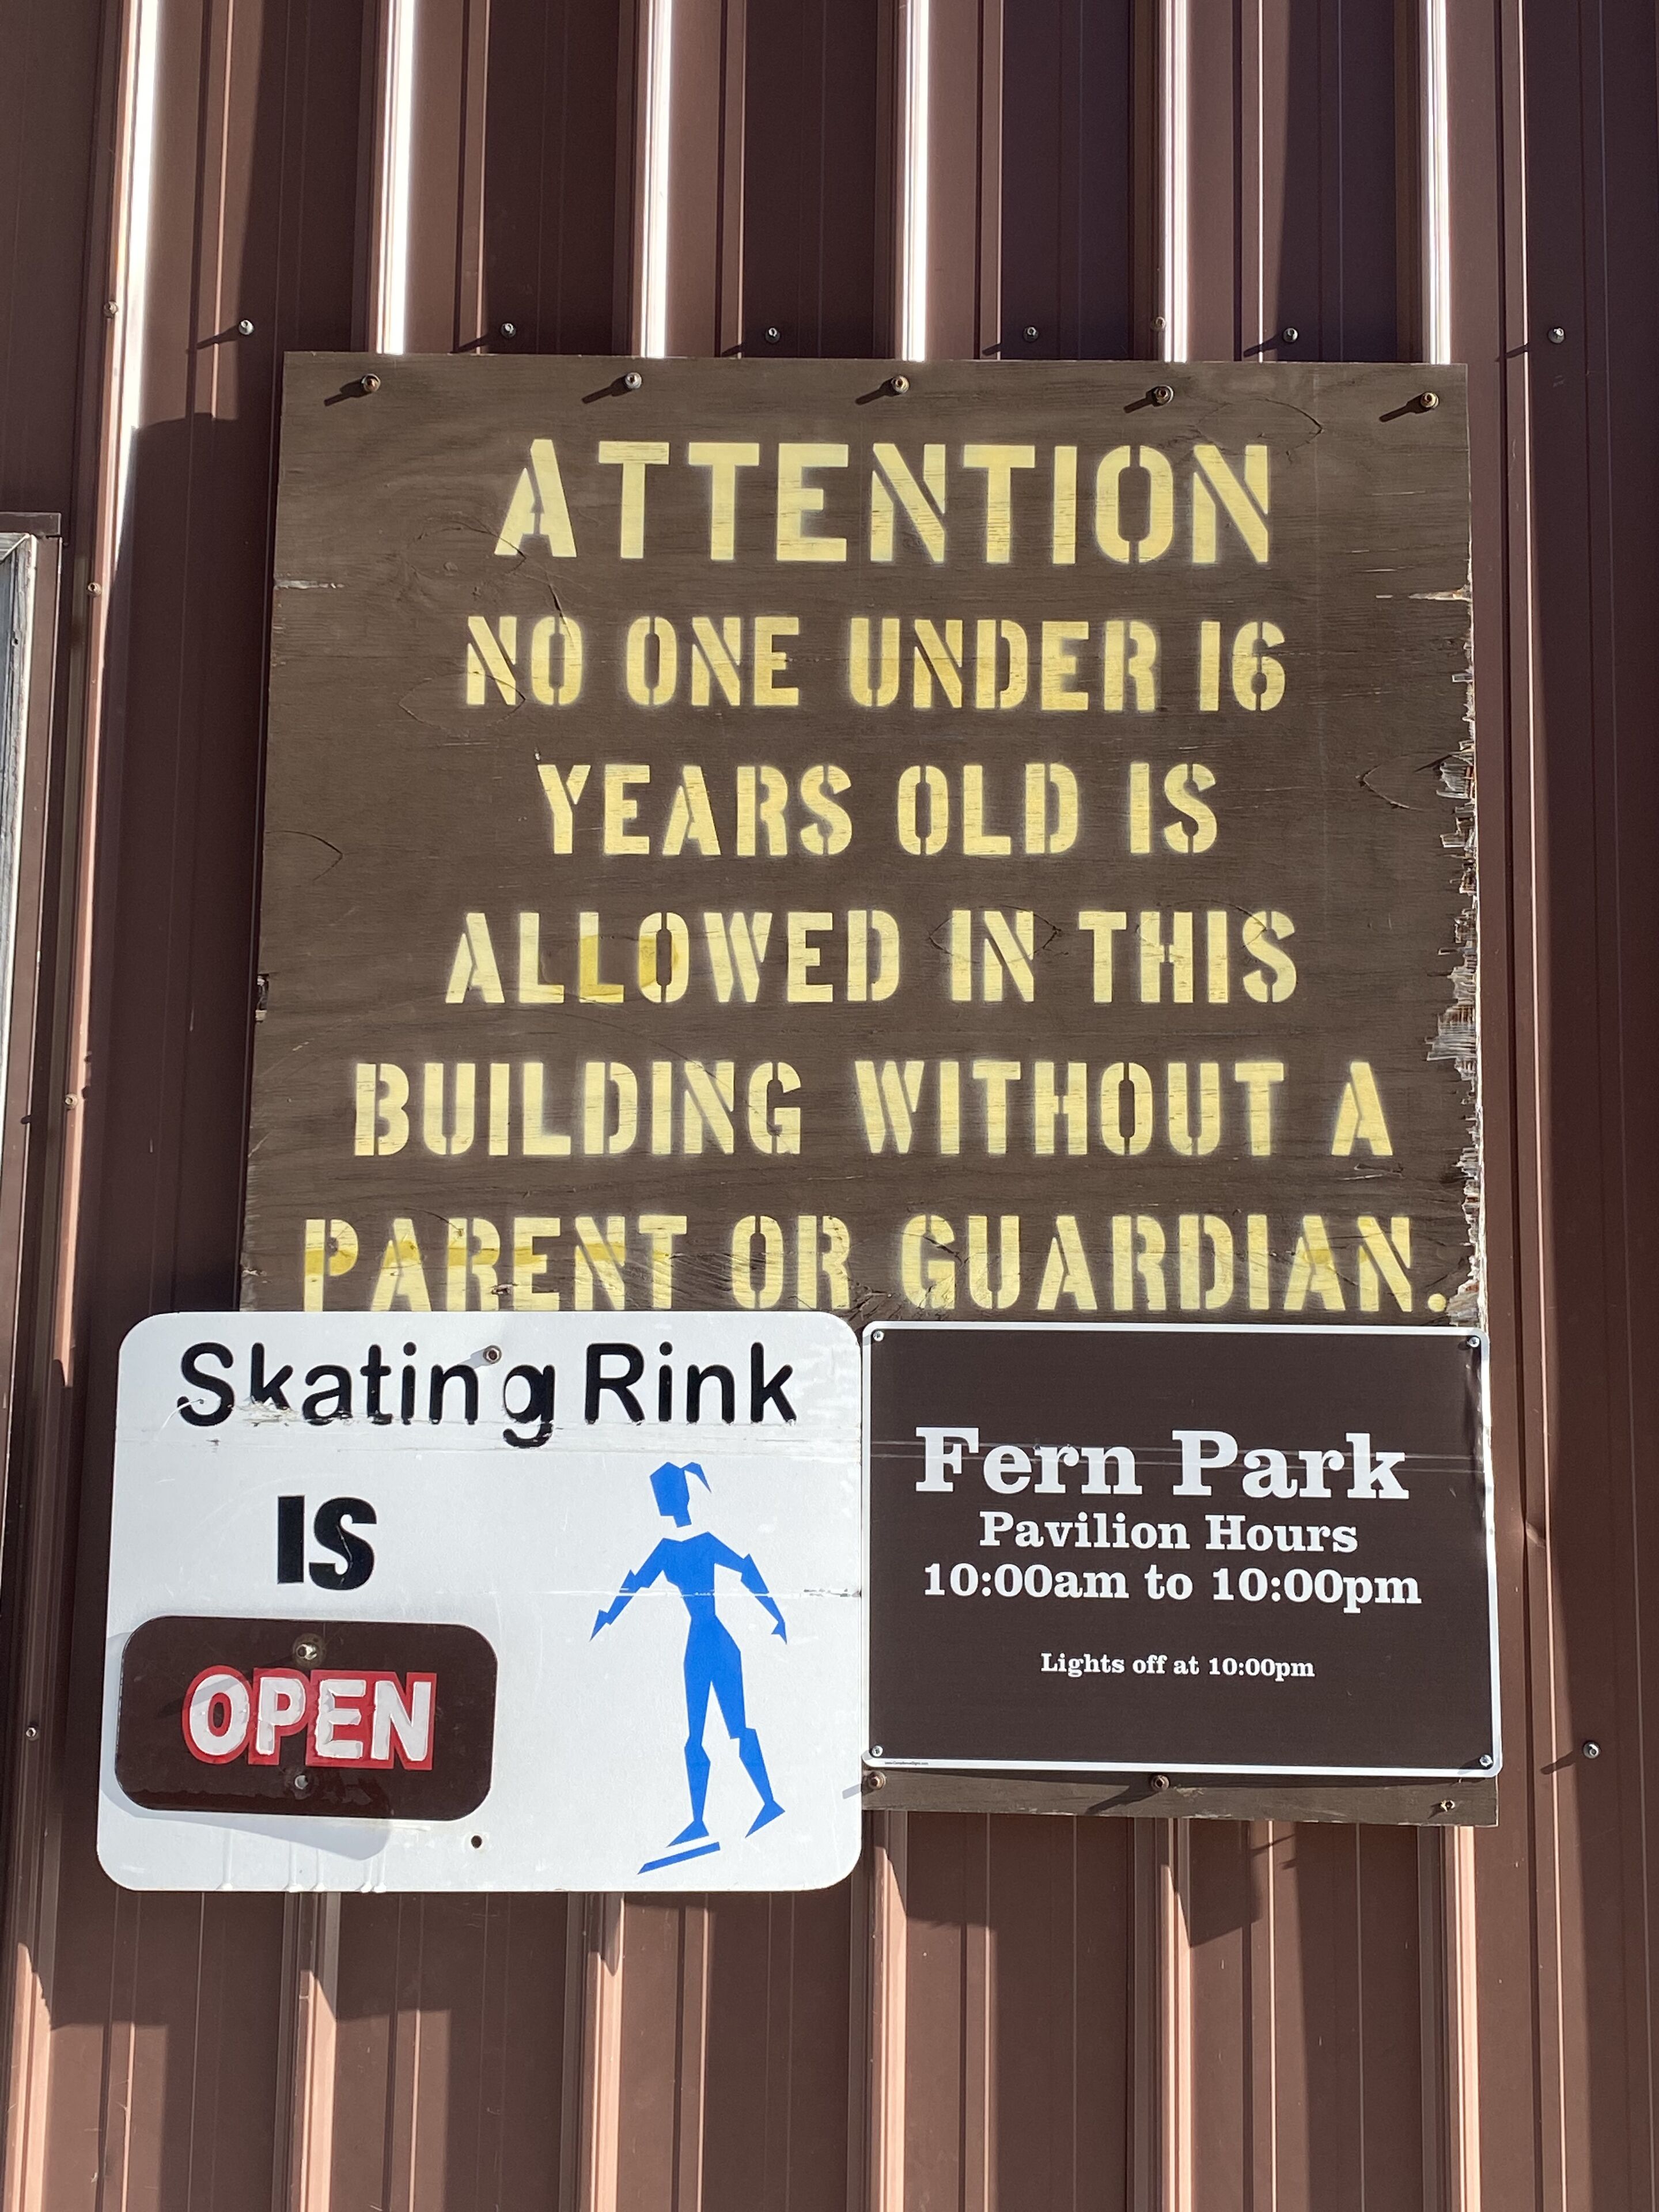 ATTENTION
NO ONE UNDER 16
YEARS OLD IS
ALLOWED IN THIS
BUILDING WITHOUT A
PARENT OR GUARDIAN.
Skating Rink
IS
OPEN
Fern Park
Pavilion Hours
10:00am to 10:00pm
Lights off at 10:00pm